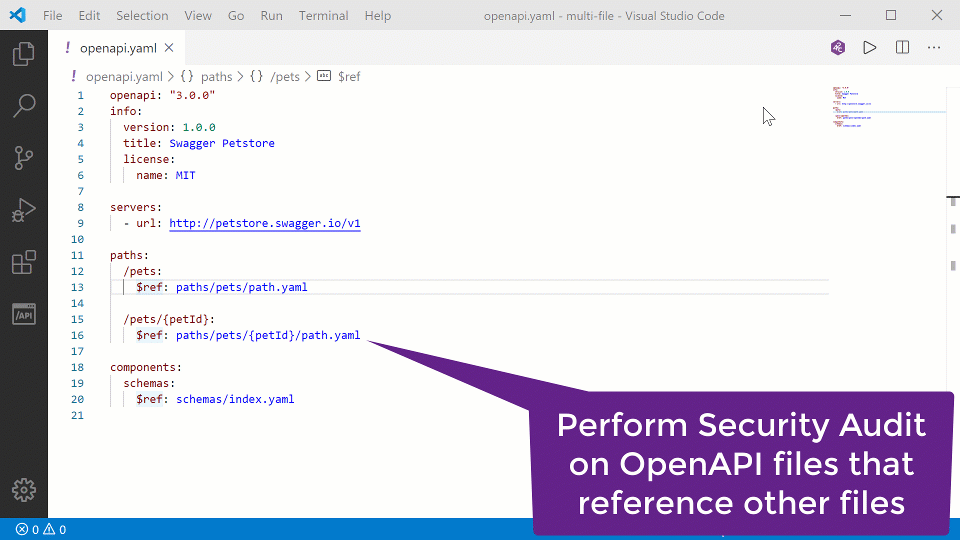 File Edit Selection View Go Run Terminal Help openapi.yaml - multi-file - Visual Studio Code
! openapi.yaml
! openapi.yaml > {} paths > {} /pets > abc $ref
1 openapi: "3.0.0"
2 info:
3 version: 1.0.0
4 title: Swagger Petstore
5 license:
6 name: MIT
7
8 servers:
9 - url: http://petstore.swagger.io/v1
10
11 paths:
12 /pets:
13 $ref: paths/pets/path.yaml
14
15 /pets/{petId}:
16 $ref: paths/pets/{petId}/path.yaml
17
18 components:
19 schemas:
20 $ref: schemas/index.yaml
21
/API
Perform Security Audit
on OpenAPI files that
reference other files
0 0